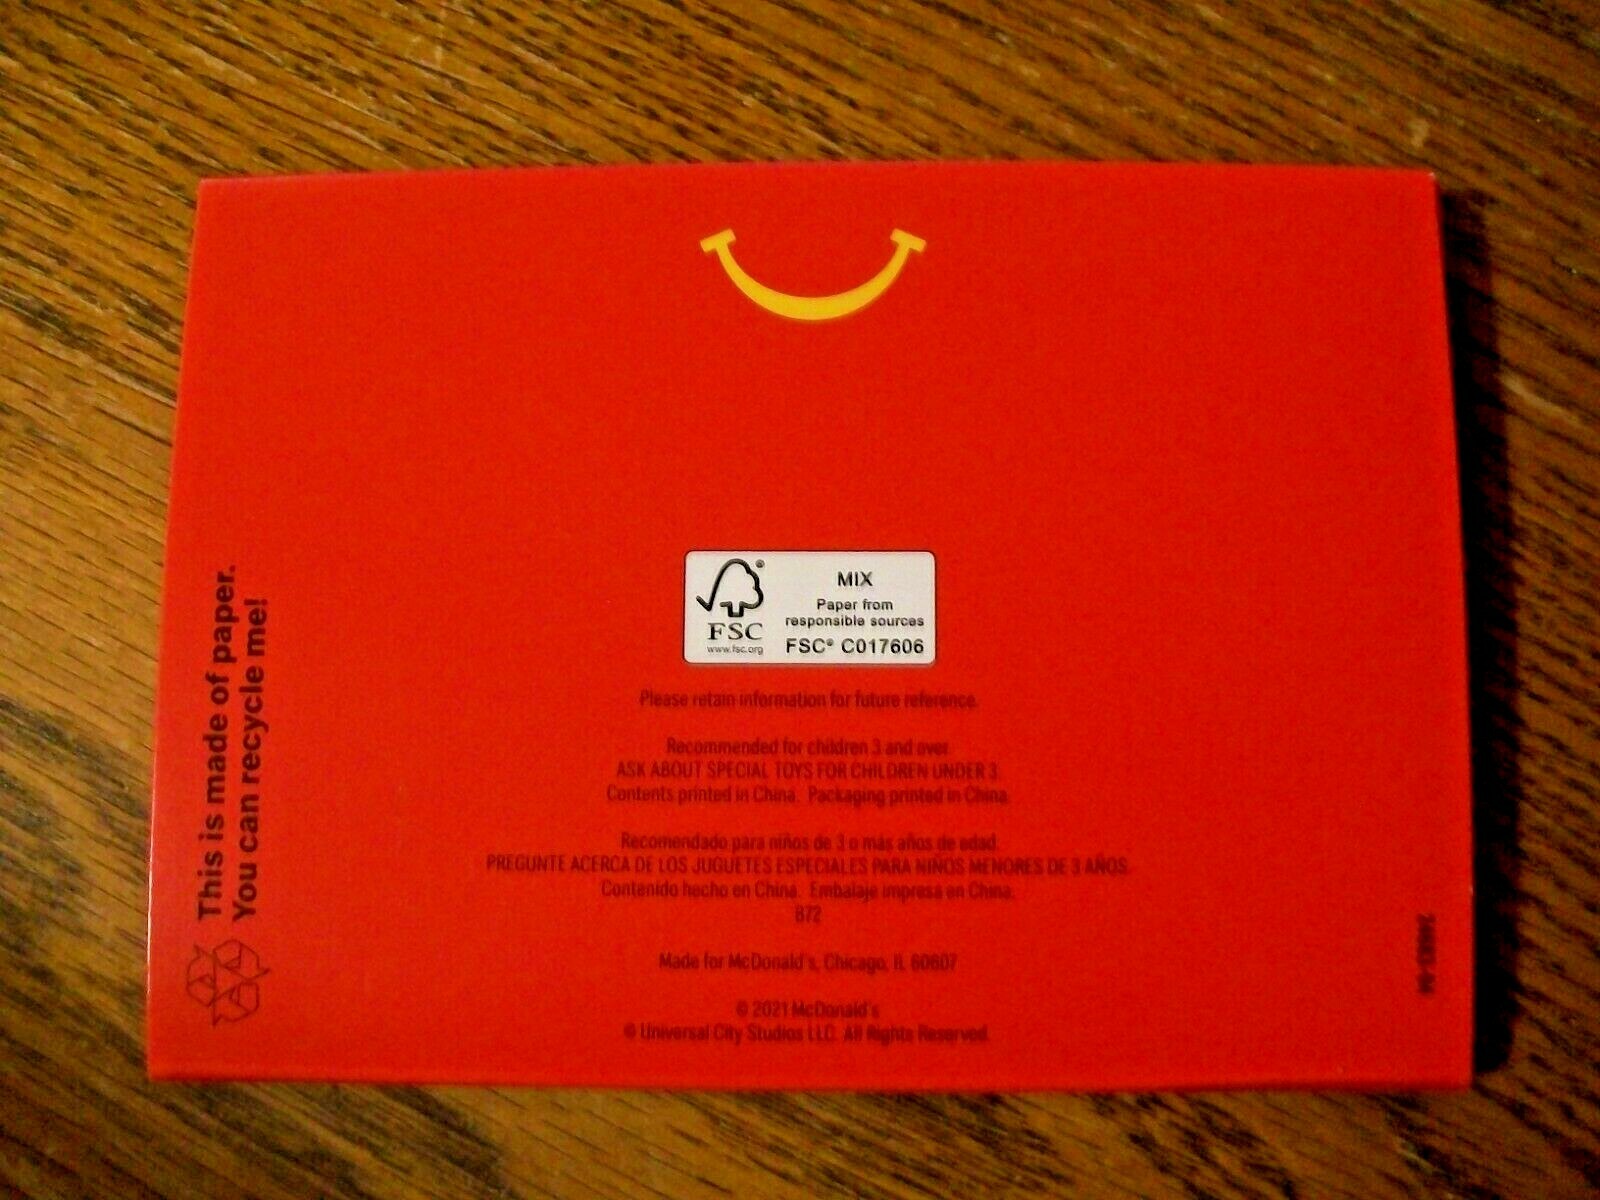 This is made of paper.
You can recycle me!
FSC
®
www.fsc.org
MIX
Paper from
responsible sources
FSC® C017606
Please retain information for future reference.
Recommended for children 3 and over.
ASK ABOUT SPECIAL TOYS FOR CHILDREN UNDER 3.
Contents printed in China. Packaging printed in China.
Recomendado para niños de 3 o más años de edad.
PREGUNTE ACERCA DE LOS JUGUETES ESPECIALES PARA NIÑOS MENORES DE 3 AÑOS.
Contenido hecho en China. Embalaje impresa en China.
B72
Made for McDonald's, Chicago, IL 60607
© 2021 McDonald's
© Universal City Studios LLC. All Rights Reserved.